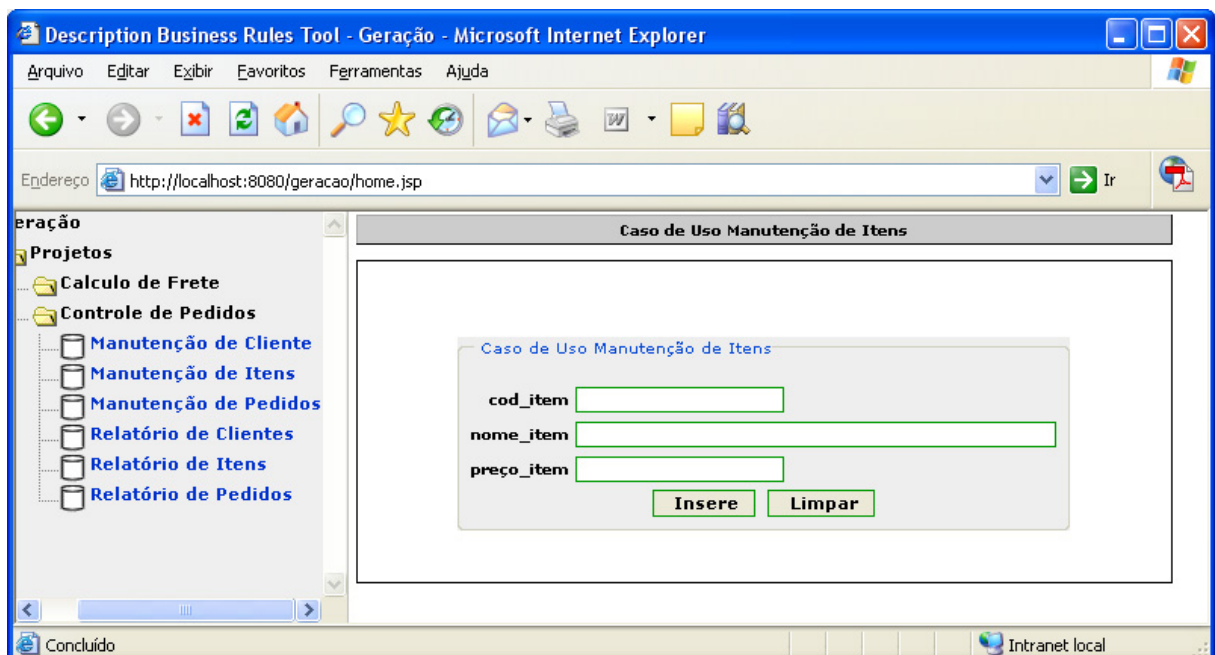 Description Business Rules Tool - Geração - Microsoft Internet Explorer
Arquivo Editar Exibir Favoritos Ferramentas Ajuda
Endereço http://localhost:8080/geracao/home.jsp Ir
eração
Projetos
Calculo de Frete
Controle de Pedidos
Manutenção de Cliente
Manutenção de Itens
Manutenção de Pedidos
Relatório de Clientes
Relatório de Itens
Relatório de Pedidos
Caso de Uso Manutenção de Itens
Caso de Uso Manutenção de Itens
cod_item
nome_item
preço_item
Insere Limpar
Concluído Intranet local